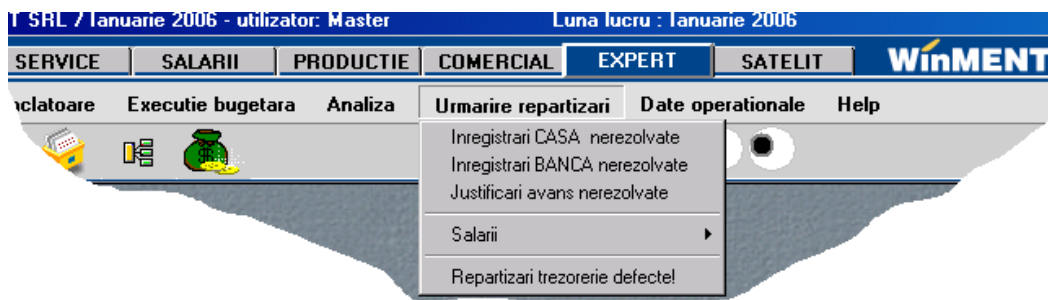 T SRL / Ianuarie 2006 - utilizator: Master Luna lucru : Ianuarie 2006
SERVICE SALARII PRODUCTIE COMERCIAL EXPERT SATELIT WinMENT
nclatoare Executie bugetara Analiza Urmarire repartizari Date operationale Help
Inregistrari CASA nerezolvate
Inregistrari BANCA nerezolvate
Justificari avans nerezolvate
Salarii
Repartizari trezorerie defecte!